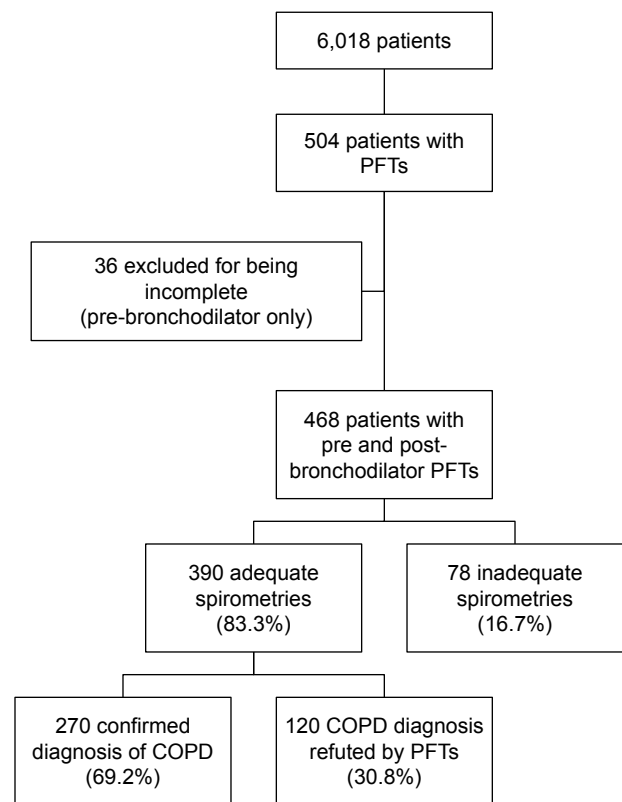 6,018 patients
504 patients with
PFTs
36 excluded for being
incomplete
(pre-bronchodilator only)
468 patients with
pre and post-
bronchodilator PFTs
390 adequate
spirometries
(83.3%)
78 inadequate
spirometries
(16.7%)
270 confirmed
diagnosis of COPD
(69.2%)
120 COPD diagnosis
refuted by PFTs
(30.8%)